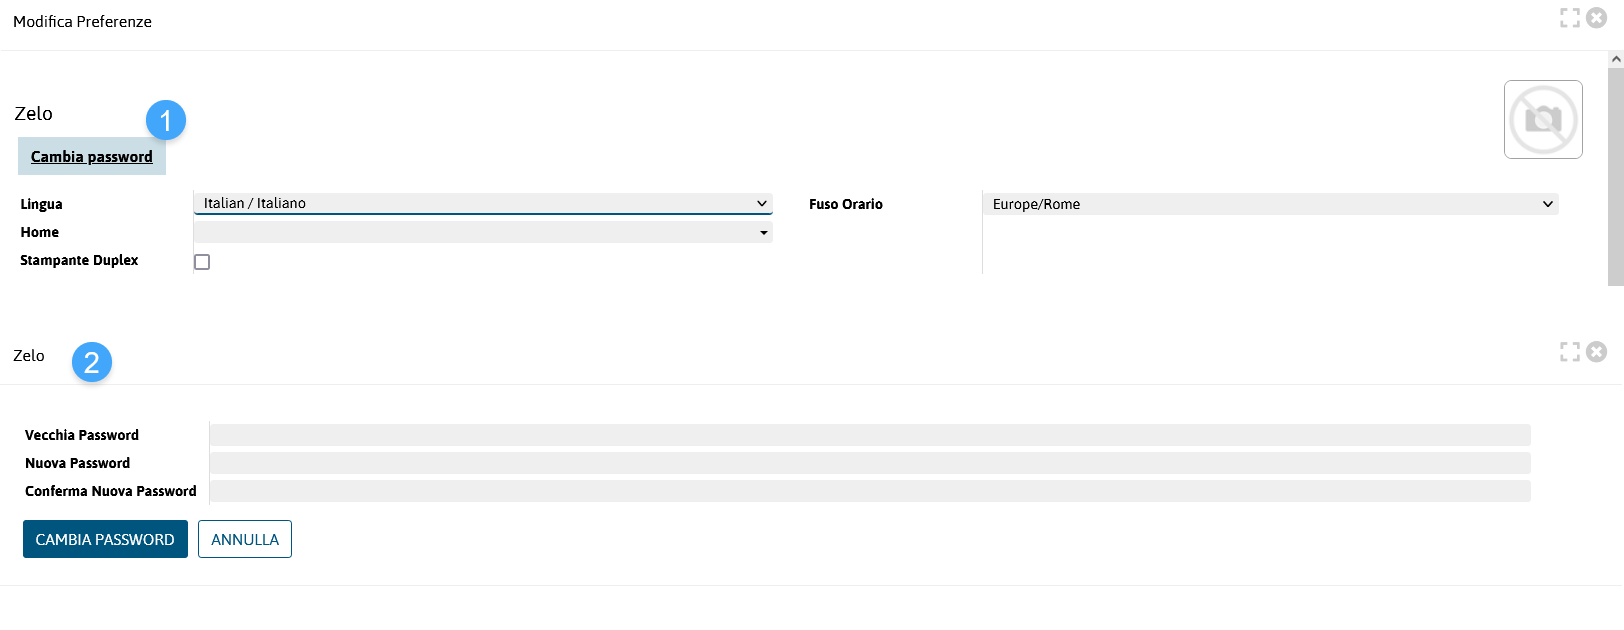 Modifica Preferenze
Zelo
1
Cambia password
Lingua Italian / Italiano Fuso Orario Europe/Rome
Home
Stampante Duplex
Zelo 2
Vecchia Password
Nuova Password
Conferma Nuova Password
CAMBIA PASSWORD ANNULLA